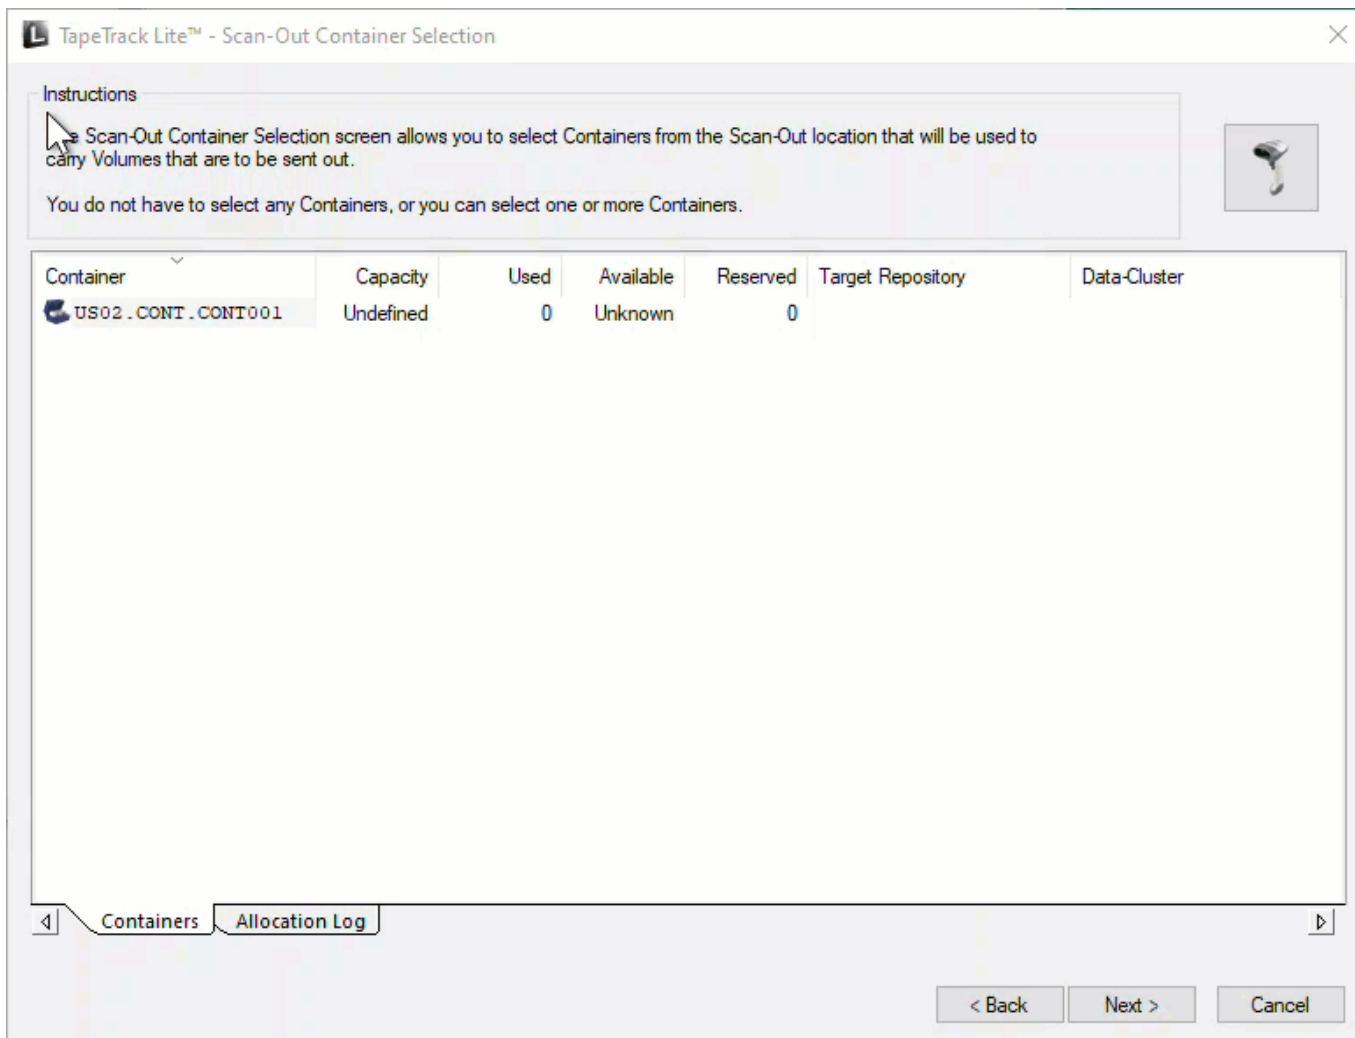 TapeTrack Lite™ - Scan-Out Container Selection
Instructions
Scan-Out Container Selection screen allows you to select Containers from the Scan-Out location that will be used to
carry Volumes that are to be sent out.
You do not have to select any Containers, or you can select one or more Containers.
Container Capacity Used Available Reserved Target Repository Data-Cluster
US02.CONT.CONT001 Undefined 0 Unknown 0
Containers Allocation Log
< Back Next > Cancel